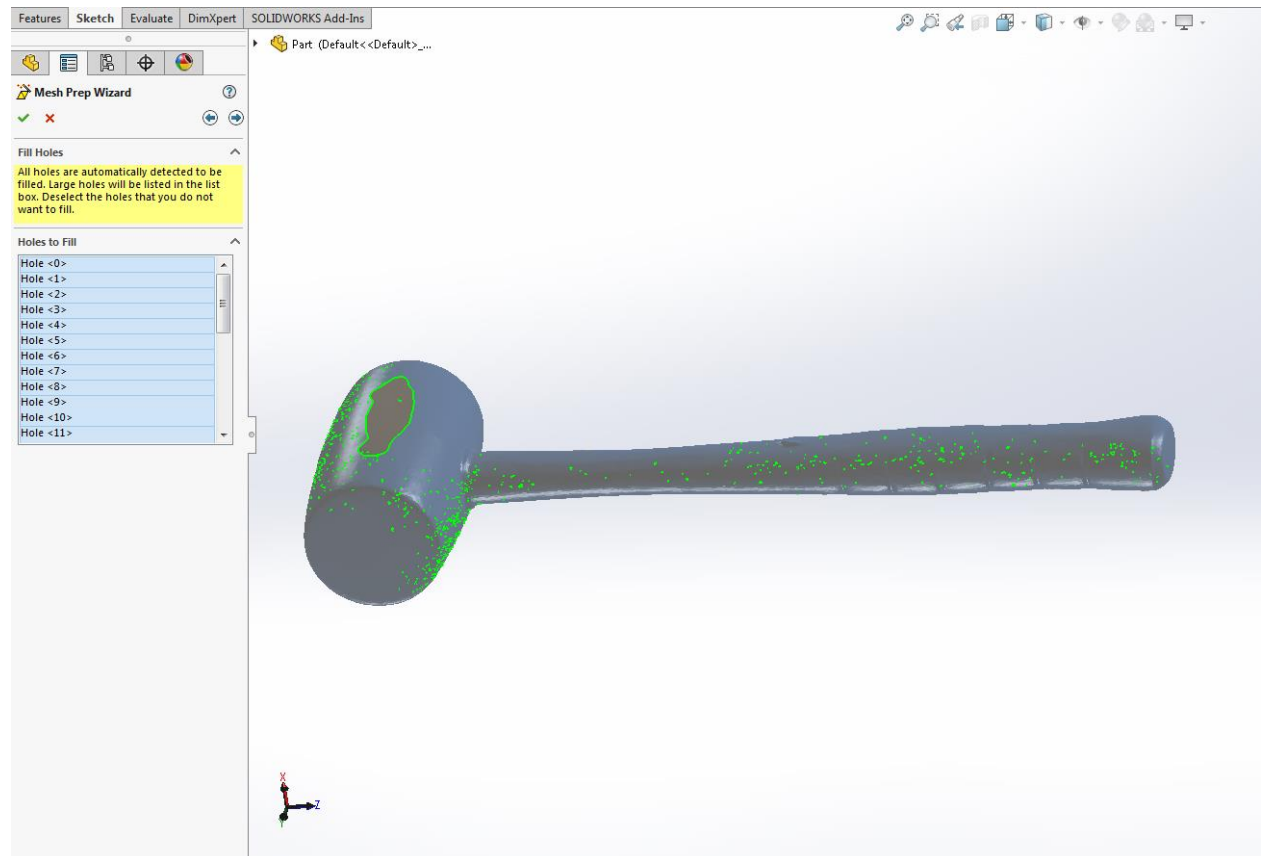 Features Sketch Evaluate DimXpert SOLIDWORKS Add-Ins
Part (Default<<Default>_...
Mesh Prep Wizard
Fill Holes
All holes are automatically detected to be
filled. Large holes will be listed in the list
box. Deselect the holes that you do not
want to fill.
Holes to Fill
Hole <0>
Hole <1>
Hole <2>
Hole <3>
Hole <4>
Hole <5>
Hole <6>
Hole <7>
Hole <8>
Hole <9>
Hole <10>
Hole <11>
X
Z
Y